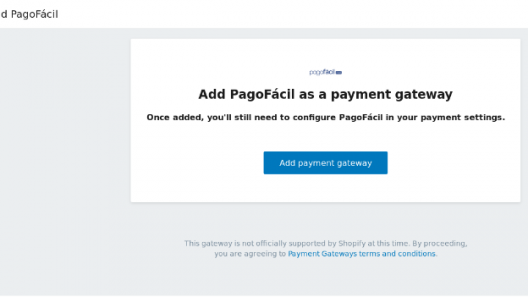 d PagoFácil
pagofácil
Add PagoFácil as a payment gateway
Once added, you'll still need to configure PagoFácil in your payment settings.
Add payment gateway
This gateway is not officially supported by Shopify at this time. By proceeding,
you are agreeing to Payment Gateways terms and conditions.